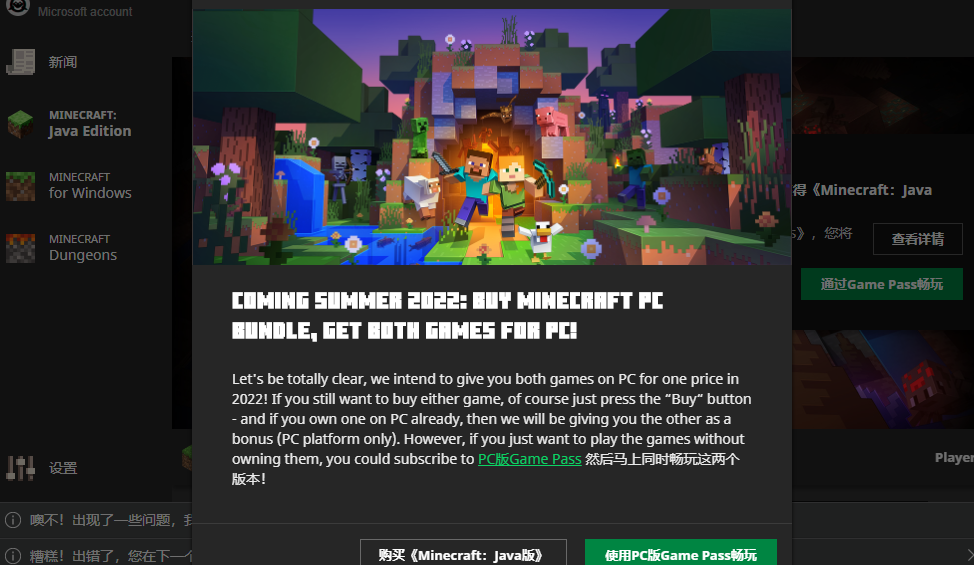 Microsoft account
新闻
MINECRAFT:
Java Edition
MINECRAFT
for Windows
MINECRAFT
Dungeons
设置
噢不！出现了一些问题，
糟糕！出错了，您在下一个
COMING SUMMER 2022: BUY MINECRAFT PC
BUNDLE, GET BOTH GAMES FOR PC!
Let's be totally clear, we intend to give you both games on PC for one price in
2022! If you still want to buy either game, of course just press the “Buy” button
- and if you own one on PC already, then we will be giving you the other as a
bonus (PC platform only). However, if you just want to play the games without
owning them, you could subscribe to PC版Game Pass 然后马上同时畅玩这两个
版本！
购买《Minecraft：Java版》
使用PC版Game Pass畅玩
得《Minecraft：Java
》，您将
查看详情
通过Game Pass畅玩
Player